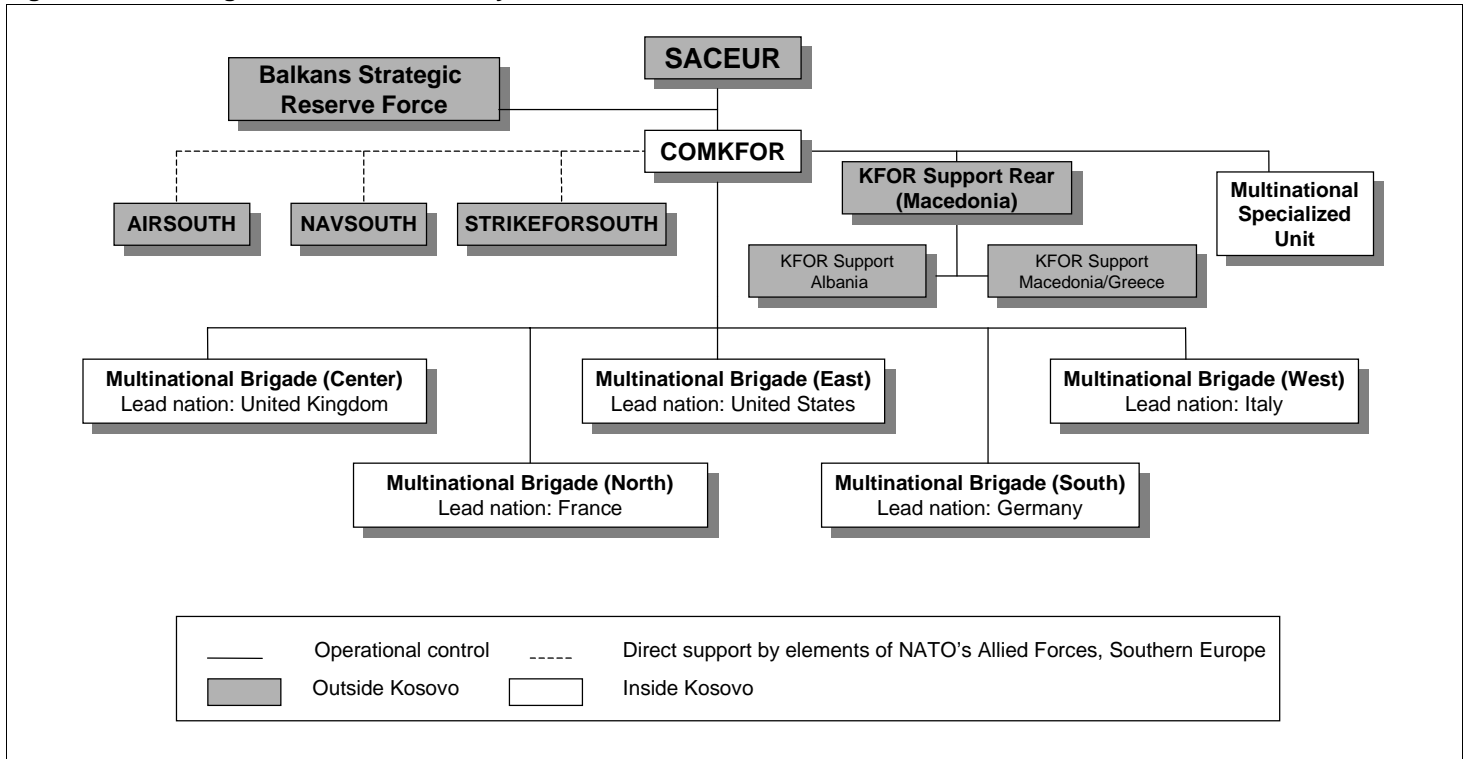 SACEUR
Balkans Strategic
Reserve Force
COMKFOR
KFOR Support Rear
(Macedonia)
Multinational
Specialized
Unit
AIRSOUTH
NAVSOUTH
STRIKEFORSOUTH
KFOR Support
Albania
KFOR Support
Macedonia/Greece
Multinational Brigade (Center)
Lead nation: United Kingdom
Multinational Brigade (East)
Lead nation: United States
Multinational Brigade (West)
Lead nation: Italy
Multinational Brigade (North)
Lead nation: France
Multinational Brigade (South)
Lead nation: Germany
Operational control
Direct support by elements of NATO's Allied Forces, Southern Europe
Outside Kosovo
Inside Kosovo